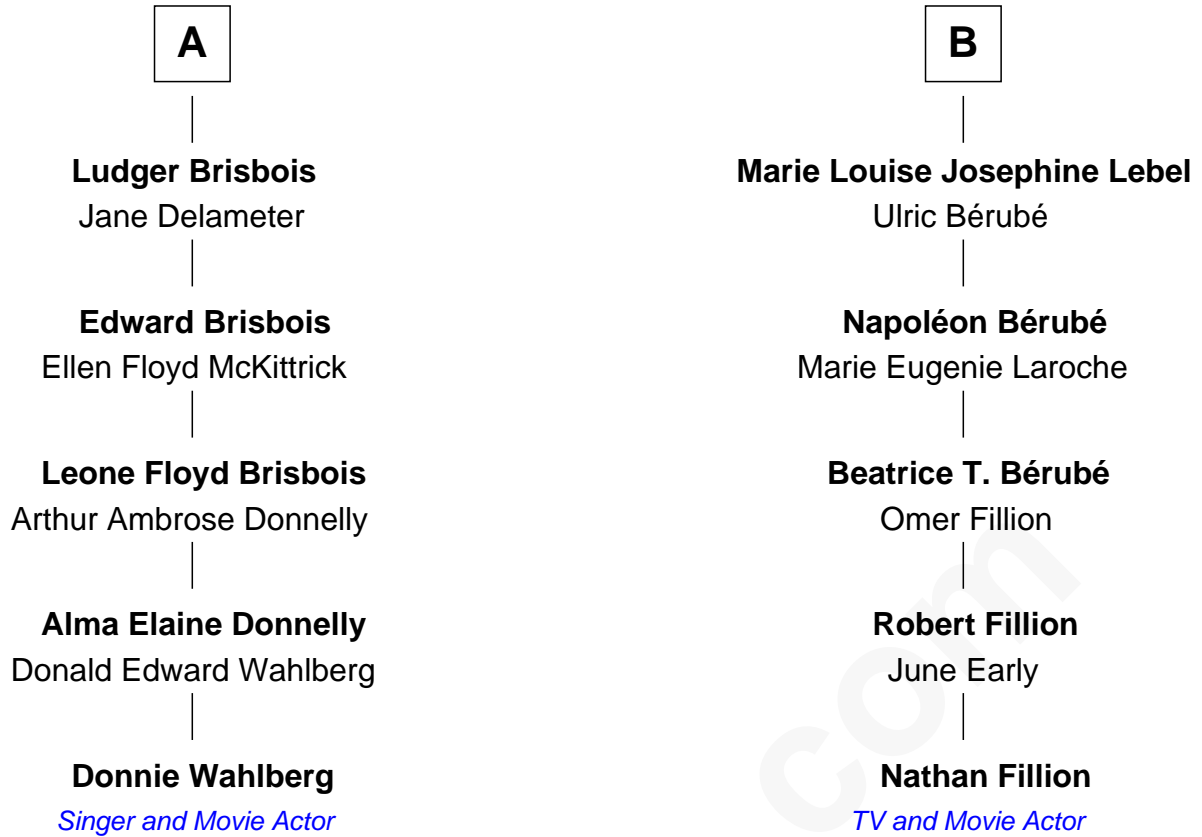 A
Ludger Brisbois
Jane Delameter
Edward Brisbois
Ellen Floyd McKittrick
Leone Floyd Brisbois
Arthur Ambrose Donnelly
Alma Elaine Donnelly
Donald Edward Wahlberg
Donnie Wahlberg
Singer and Movie Actor
B
Marie Louise Josephine Lebel
Ulric Bérubé
Napoléon Bérubé
Marie Eugenie Laroche
Beatrice T. Bérubé
Omer Fillion
Robert Fillion
June Early
Nathan Fillion
TV and Movie Actor
com